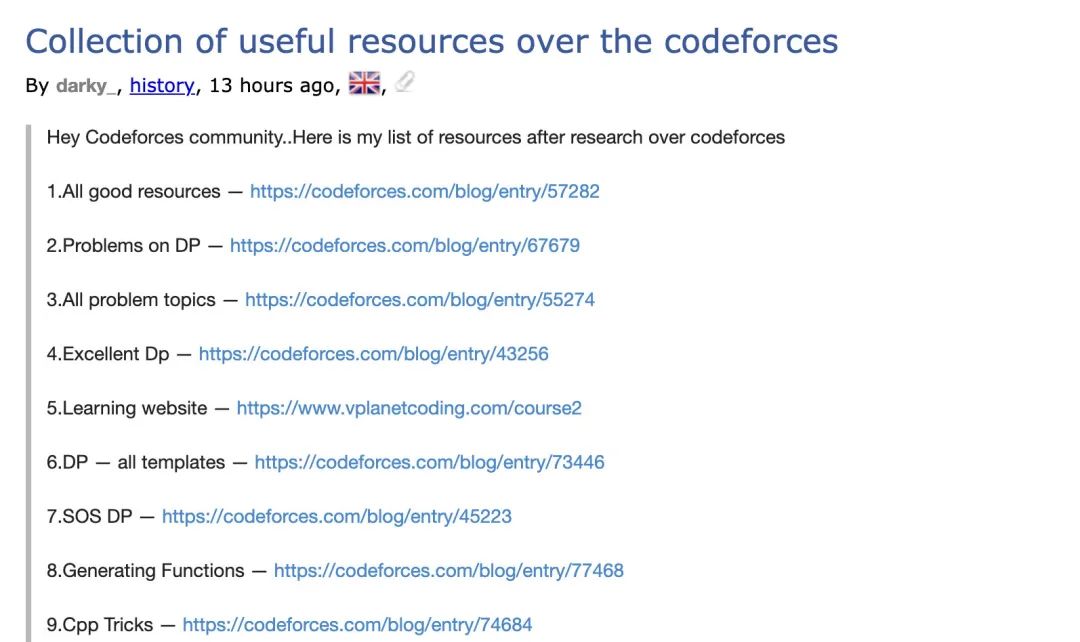 Collection of useful resources over the codeforces
By darky_, history, 13 hours ago,
Hey Codeforces community..Here is my list of resources after research over codeforces
1.All good resources — https://codeforces.com/blog/entry/57282
2.Problems on DP — https://codeforces.com/blog/entry/67679
3.All problem topics — https://codeforces.com/blog/entry/55274
4.Excellent Dp — https://codeforces.com/blog/entry/43256
5.Learning website — https://www.vplanetcoding.com/course2
6.DP — all templates — https://codeforces.com/blog/entry/73446
7.SOS DP — https://codeforces.com/blog/entry/45223
8.Generating Functions — https://codeforces.com/blog/entry/77468
9.Cpp Tricks — https://codeforces.com/blog/entry/74684